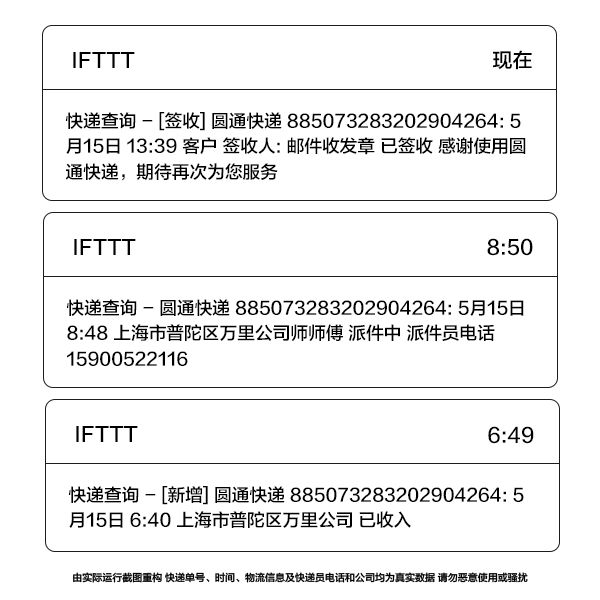 IFTTT 现在
快递查询 - [签收] 圆通快递 885073283202904264: 5
月15日 13:39 客户 签收人: 邮件收发章 已签收 感谢使用圆
通快递，期待再次为您服务
IFTTT 8:50
快递查询 - 圆通快递 885073283202904264: 5月15日
8:48 上海市普陀区万里公司师师傅 派件中 派件员电话
15900522116
IFTTT 6:49
快递查询 - [新增] 圆通快递 885073283202904264: 5
月15日 6:40 上海市普陀区万里公司 已收入
由实际运行截图重构 快递单号、时间、物流信息及快递员电话和公司均为真实数据 请勿恶意使用或骚扰